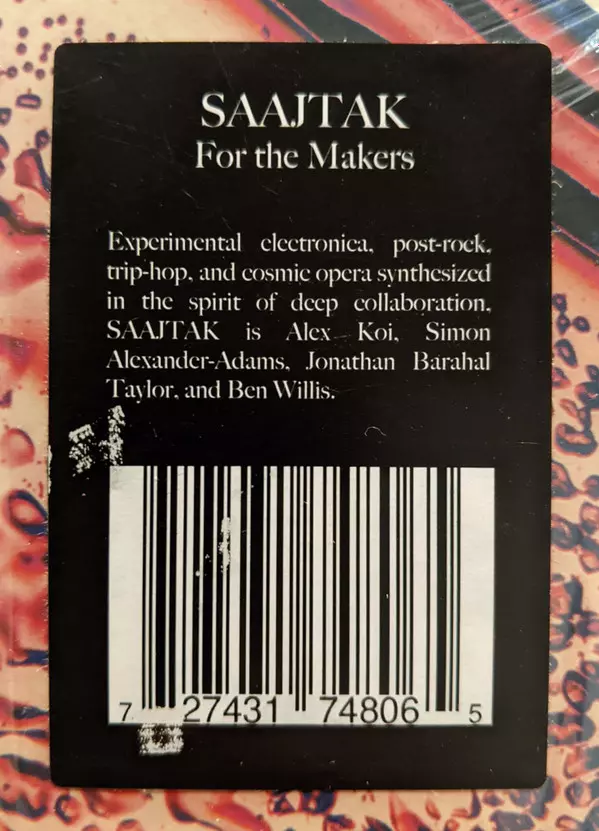 SAAJTAK
For the Makers
Experimental electronica, post-rock,
trip-hop, and cosmic opera synthesized
in the spirit of deep collaboration.
SAAJTAK is Alex Koi, Simon
Alexander-Adams, Jonathan Barahal
Taylor, and Ben Willis.
7 27431 74806 5